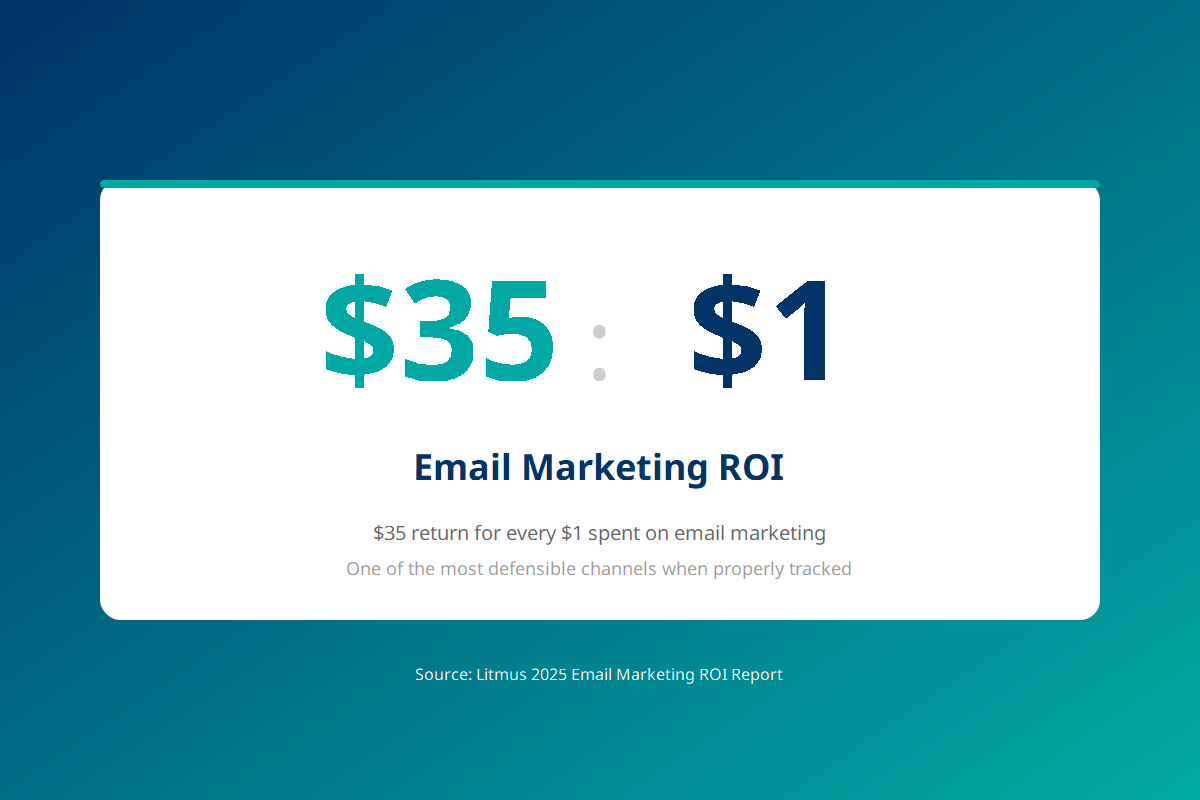 $35 : $1
Email Marketing ROI
$35 return for every $1 spent on email marketing
One of the most defensible channels when properly tracked
Source: Litmus 2025 Email Marketing ROI Report